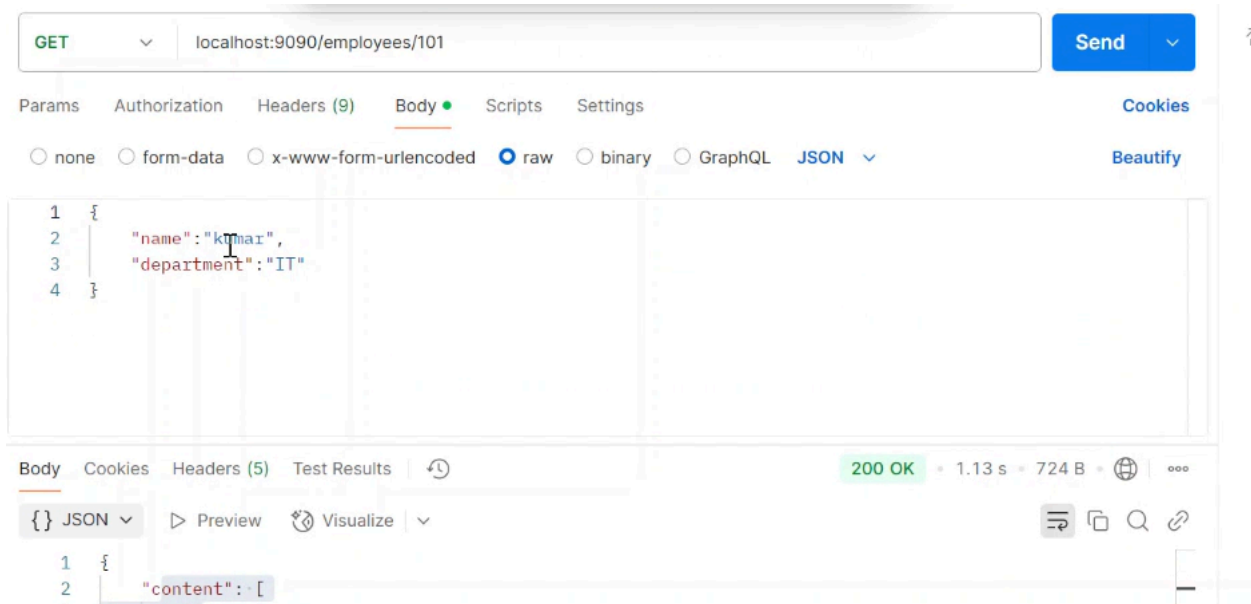 GET localhost:9090/employees/101 Send
Params Authorization Headers (9) Body Scripts Settings Cookies
none form-data x-www-form-urlencoded raw binary GraphQL JSON Beautify
1 {
2 "name":"kumar",
3 "department":"IT"
4 }
Body Cookies Headers (5) Test Results 200 OK 1.13 s 724 B
{} JSON Preview Visualize
1 {
2 "content": [